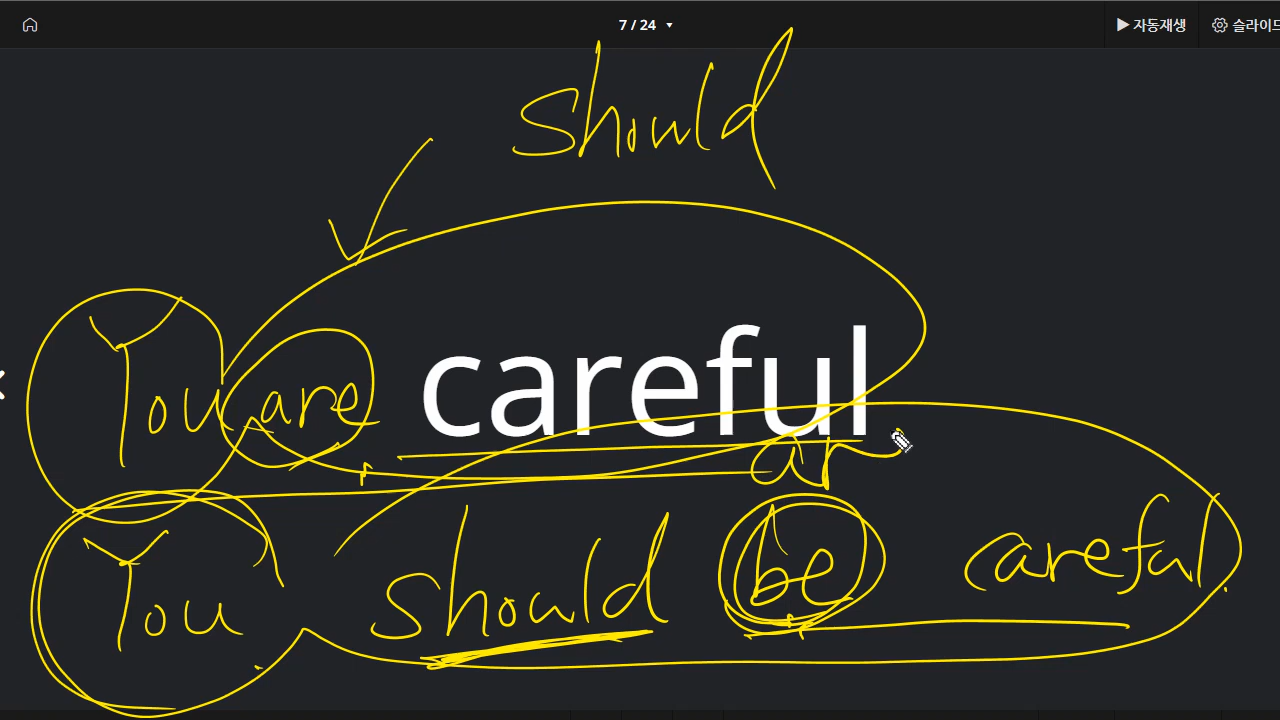 7 / 24 ▶ 자동재생 슬라이드
should
You are careful
ar
You should be careful.